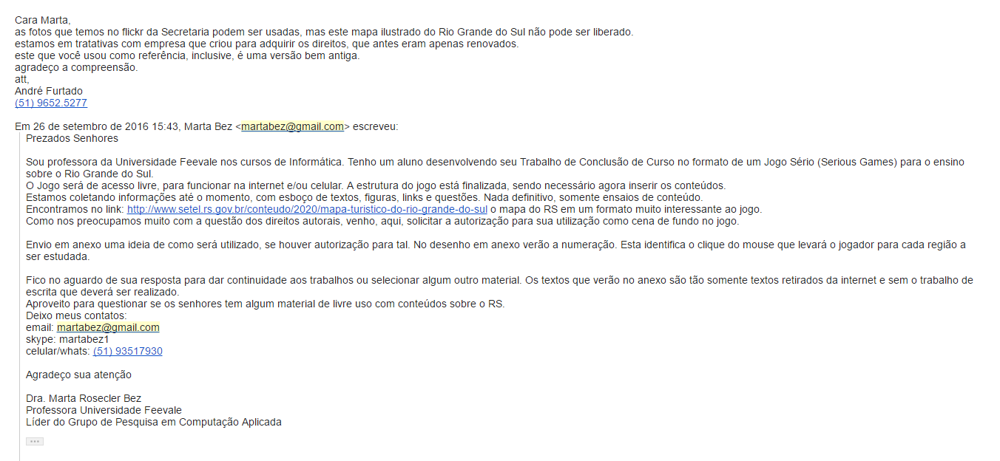 Cara Marta,
as fotos que temos no flickr da Secretaria podem ser usadas, mas este mapa ilustrado do Rio Grande do Sul não pode ser liberado.
estamos em tratativas com empresa que criou para adquirir os direitos, que antes eram apenas renovados.
este que você usou como referência, inclusive, é uma versão bem antiga.
agradeço a compreensão.
att,
André Furtado
(51) 9652.5277
Em 26 de setembro de 2016 15:43, Marta Bez <martabez@gmail.com> escreveu:
Prezados Senhores
Sou professora da Universidade Feevale nos cursos de Informática. Tenho um aluno desenvolvendo seu Trabalho de Conclusão de Curso no formato de um Jogo Sério (Serious Games) para o ensino
sobre o Rio Grande do Sul.
O Jogo será de acesso livre, para funcionar na internet e/ou celular. A estrutura do jogo está finalizada, sendo necessário agora inserir os conteúdos.
Estamos coletando informações até o momento, com esboço de textos, figuras, links e questões. Nada definitivo, somente ensaios de conteúdo.
Encontramos no link: http://www.setel.rs.gov.br/conteudo/2020/mapa-turistico-do-rio-grande-do-sul o mapa do RS em um formato muito interessante ao jogo.
Como nos preocupamos muito com a questão dos direitos autorais, venho, aqui, solicitar a autorização para sua utilização como cena de fundo no jogo.
Envio em anexo uma ideia de como será utilizado, se houver autorização para tal. No desenho em anexo verão a numeração. Esta identifica o clique do mouse que levará o jogador para cada região a
ser estudada.
Fico no aguardo de sua resposta para dar continuidade aos trabalhos ou selecionar algum outro material. Os textos que verão no anexo são tão somente textos retirados da internet e sem o trabalho de
escrita que deverá ser realizado.
Aproveito para questionar se os senhores tem algum material de livre uso com conteúdos sobre o RS.
Deixo meus contatos:
email: martabez@gmail.com
skype: martabez1
celular/whats: (51) 93517930
Agradeço sua atenção
Dra. Marta Rosecler Bez
Professora Universidade Feevale
Líder do Grupo de Pesquisa em Computação Aplicada